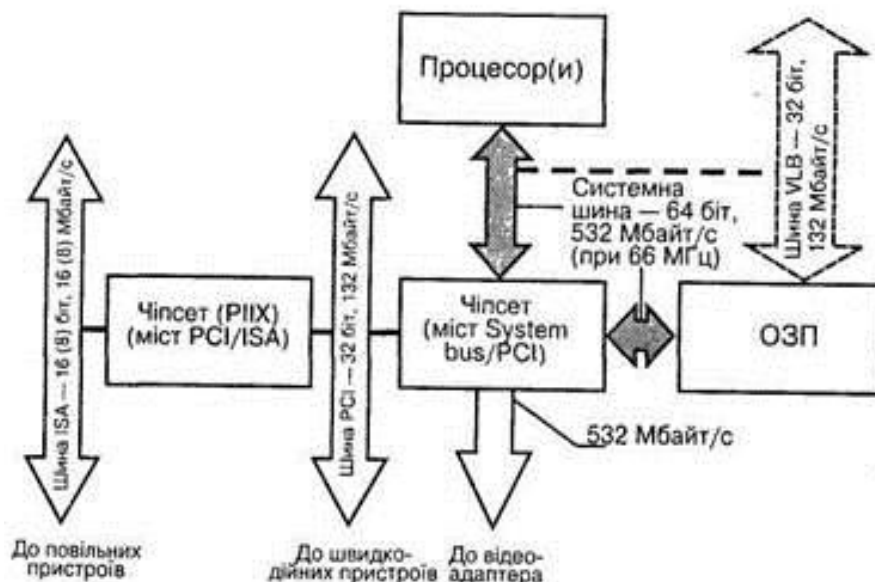 Процесор(и)
Шина VLB — 32 біт,
132 Мбайт/с
Системна
шина — 64 біт,
532 Мбайт/с
(при 66 МГц)
Шина ISA — 16 (8) біт, 16 (8) Мбайт/с
Чіпсет (PIIX)
(міст PCI/ISA)
Шина PCI — 32 біт, 132 Мбайт/с
Чіпсет
(міст System
bus/PCI)
ОЗП
532 Мбайт/с
До повільних
пристроїв
До швидко-
дійних пристроїв
До відео-
адаптера